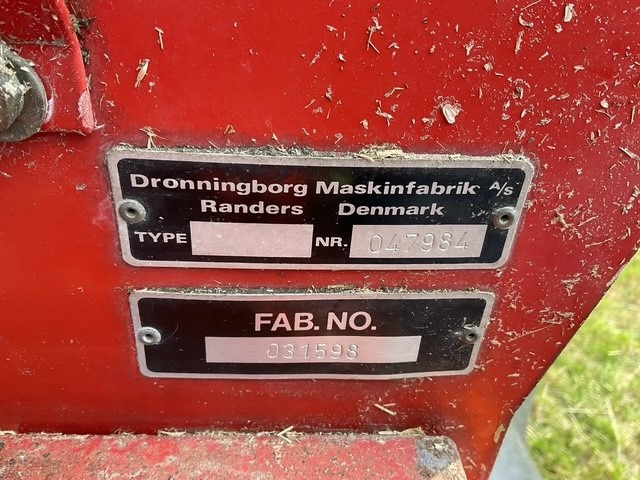 Dronningborg Maskinfabrik A/S
Randers Denmark
TYPE NR. 047984
FAB. NO.
031598